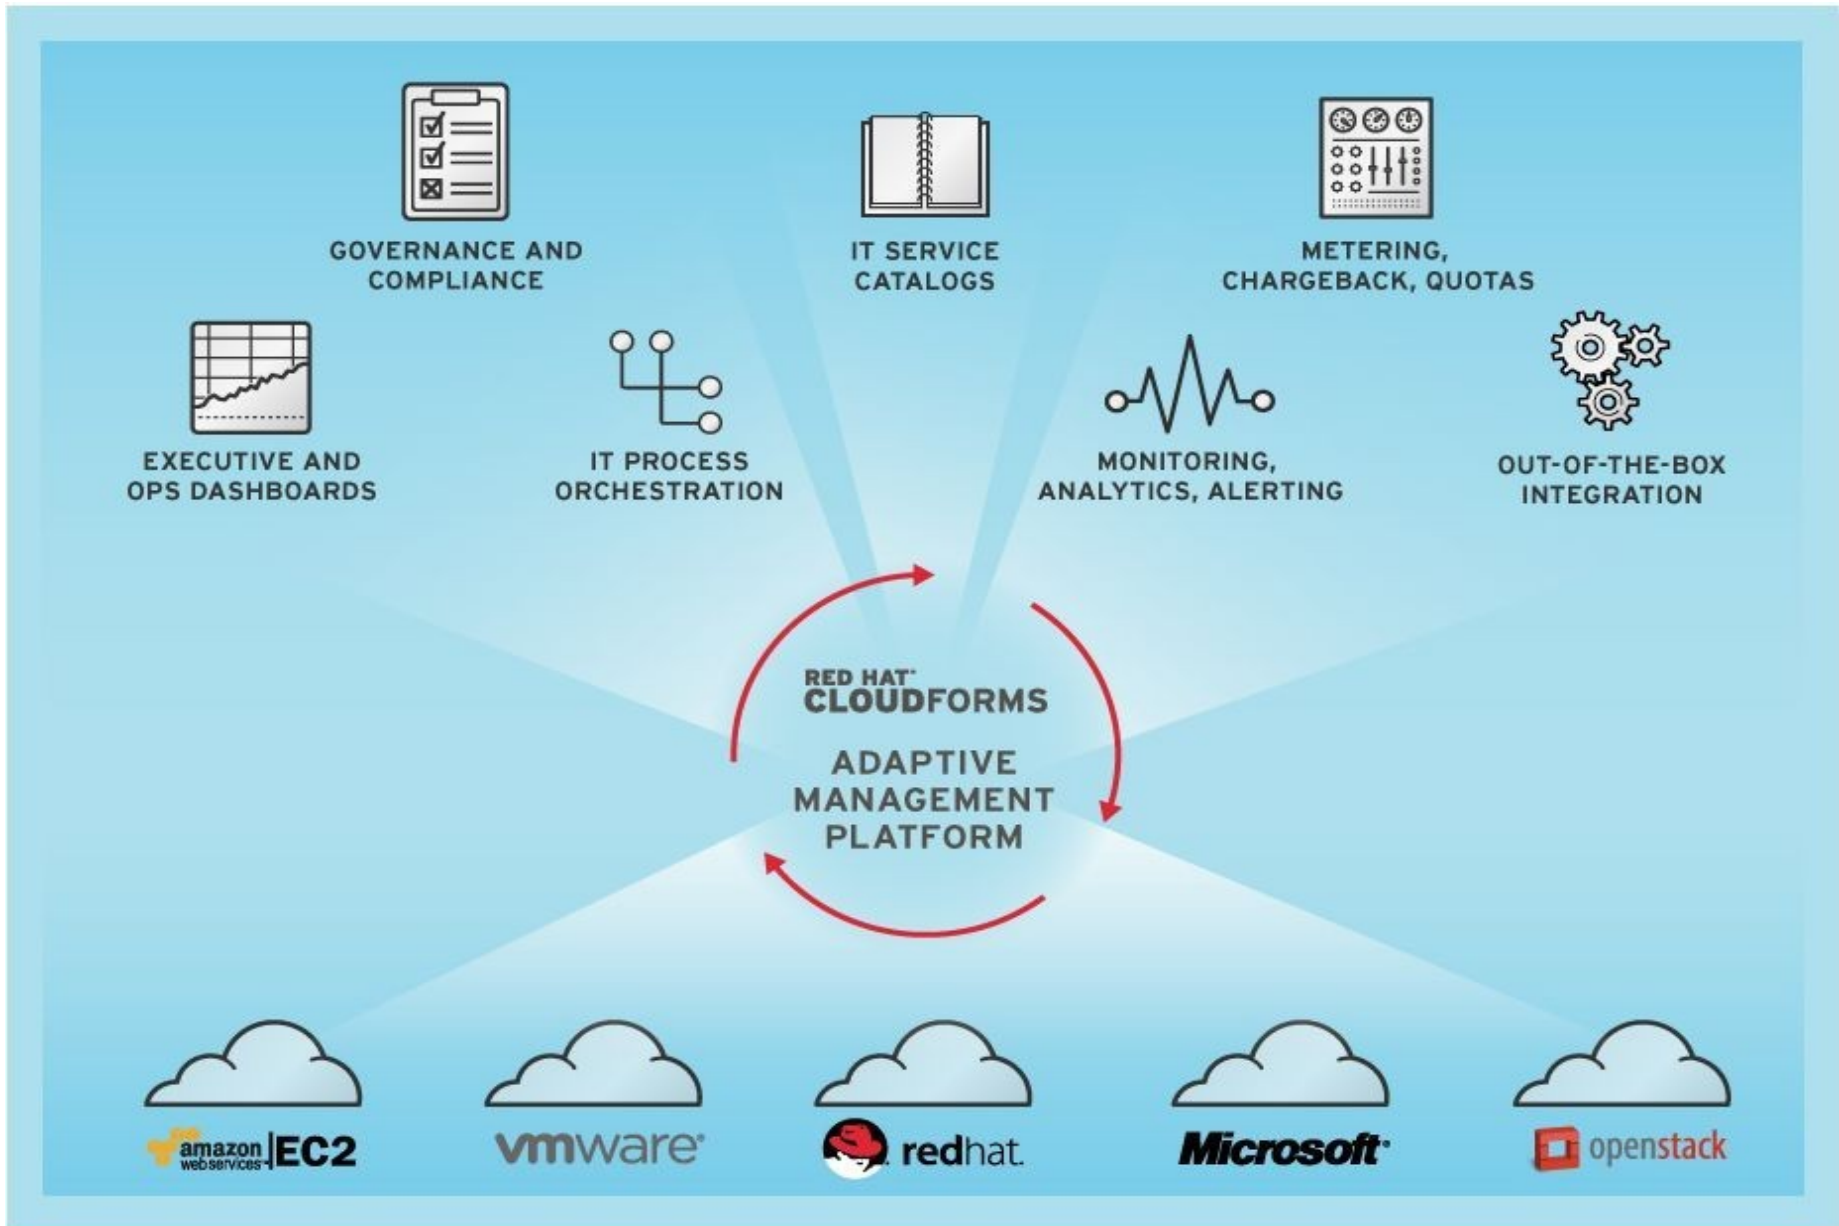 GOVERNANCE AND
COMPLIANCE
IT SERVICE
CATALOGS
METERING,
CHARGEBACK, QUOTAS
EXECUTIVE AND
OPS DASHBOARDS
IT PROCESS
ORCHESTRATION
MONITORING,
ANALYTICS, ALERTING
OUT-OF-THE-BOX
INTEGRATION
RED HAT®
CLOUDFORMS
ADAPTIVE
MANAGEMENT
PLATFORM
amazon
webservices™
EC2
vmware®
redhat.
Microsoft®
openstack